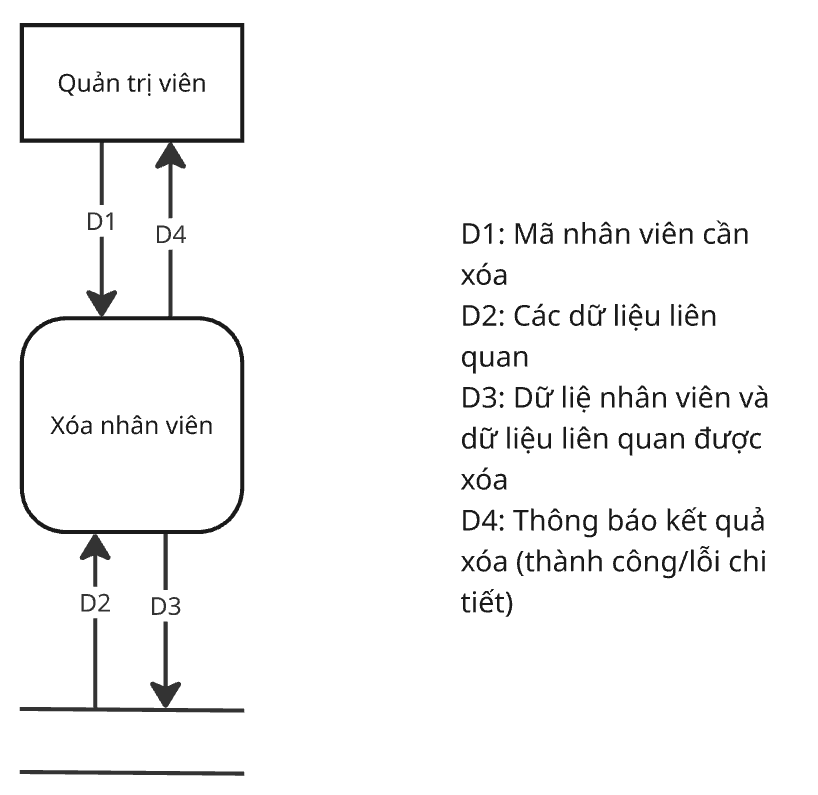 Quản trị viên
D1
D4
Xóa nhân viên
D2
D3
D1: Mã nhân viên cần
xóa
D2: Các dữ liệu liên
quan
D3: Dữ liệ nhân viên và
dữ liệu liên quan được
xóa
D4: Thông báo kết quả
xóa (thành công/lỗi chi
tiết)